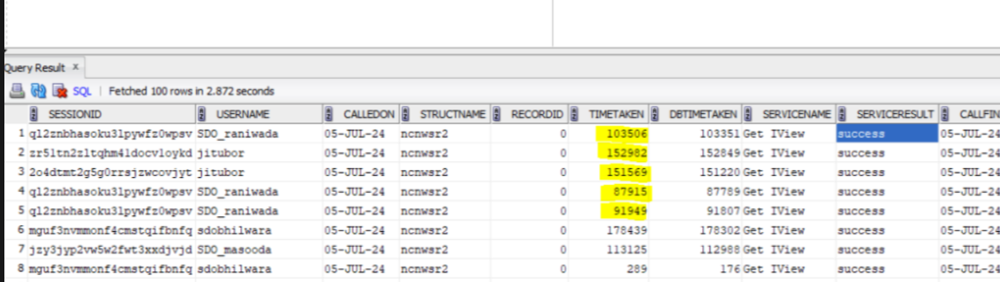 Query Result x
SQL | Fetched 100 rows in 2.872 seconds
SESSIONID USERNAME CALLEDON STRUCTNAME RECORDID TIMETAKEN DBTIMETAKEN SERVICENAME SERVICERESULT CALLFIN
1 ql2znbhasoku3lpywfz0wpsv SDO_raniwada 05-JUL-24 ncnwsr2 0 103506 103351 Get IView success 05-JUL-24
2 zr5ltn2zltqhm4ldocvloykd jitubor 05-JUL-24 ncnwsr2 0 152982 152849 Get IView success 05-JUL-24
3 2o4dtmt2g5g0rrsjzwcovjyt jitubor 05-JUL-24 ncnwsr2 0 151569 151220 Get IView success 05-JUL-24
4 ql2znbhasoku3lpywfz0wpsv SDO_raniwada 05-JUL-24 ncnwsr2 0 87915 87789 Get IView success 05-JUL-24
5 ql2znbhasoku3lpywfz0wpsv SDO_raniwada 05-JUL-24 ncnwsr2 0 91949 91807 Get IView success 05-JUL-24
6 mguf3nvmmonf4cmstqifbnfq sdobhilwara 05-JUL-24 ncnwsr2 0 178439 178302 Get IView success 05-JUL-24
7 jzy3jyp2vw5w2fwt3xxdjvjd SDO_masooda 05-JUL-24 ncnwsr2 0 113125 112988 Get IView success 05-JUL-24
8 mguf3nvmmonf4cmstqifbnfq sdobhilwara 05-JUL-24 ncnwsr2 0 289 176 Get IView success 05-JUL-24